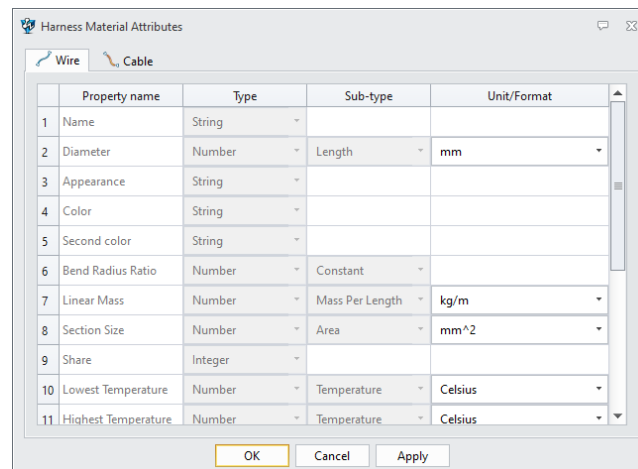 Harness Material Attributes
Wire Cable
Property name Type Sub-type Unit/Format
1 Name String
2 Diameter Number Length mm
3 Appearance String
4 Color String
5 Second color String
6 Bend Radius Ratio Number Constant
7 Linear Mass Number Mass Per Length kg/m
8 Section Size Number Area mm^2
9 Share Integer
10 Lowest Temperature Number Temperature Celsius
11 Highest Temperature Number Temperature Celsius
OK Cancel Apply